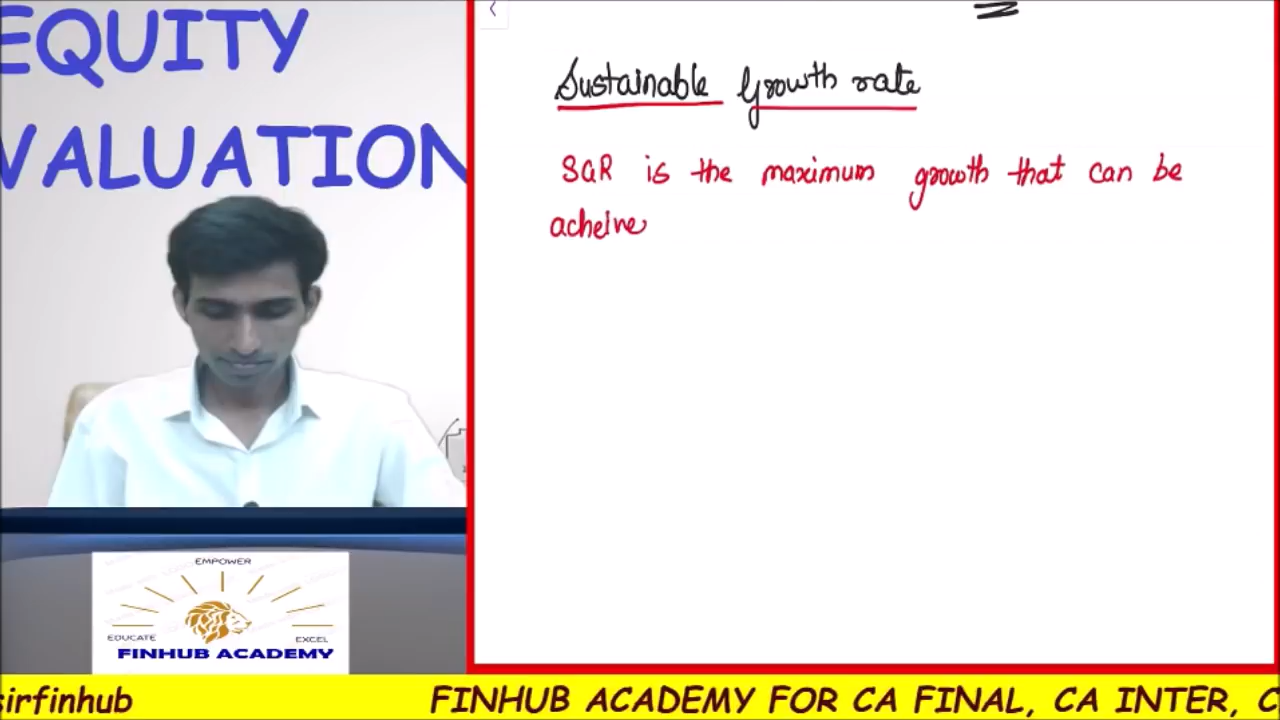 EQUITY
VALUATION
Sustainable Growth rate
SGR is the maximum growth that can be
acheive
EMPOWER
EDUCATE
EXCEL
FINHUB ACADEMY
sirfinhub
FINHUB ACADEMY FOR CA FINAL, CA INTER, C